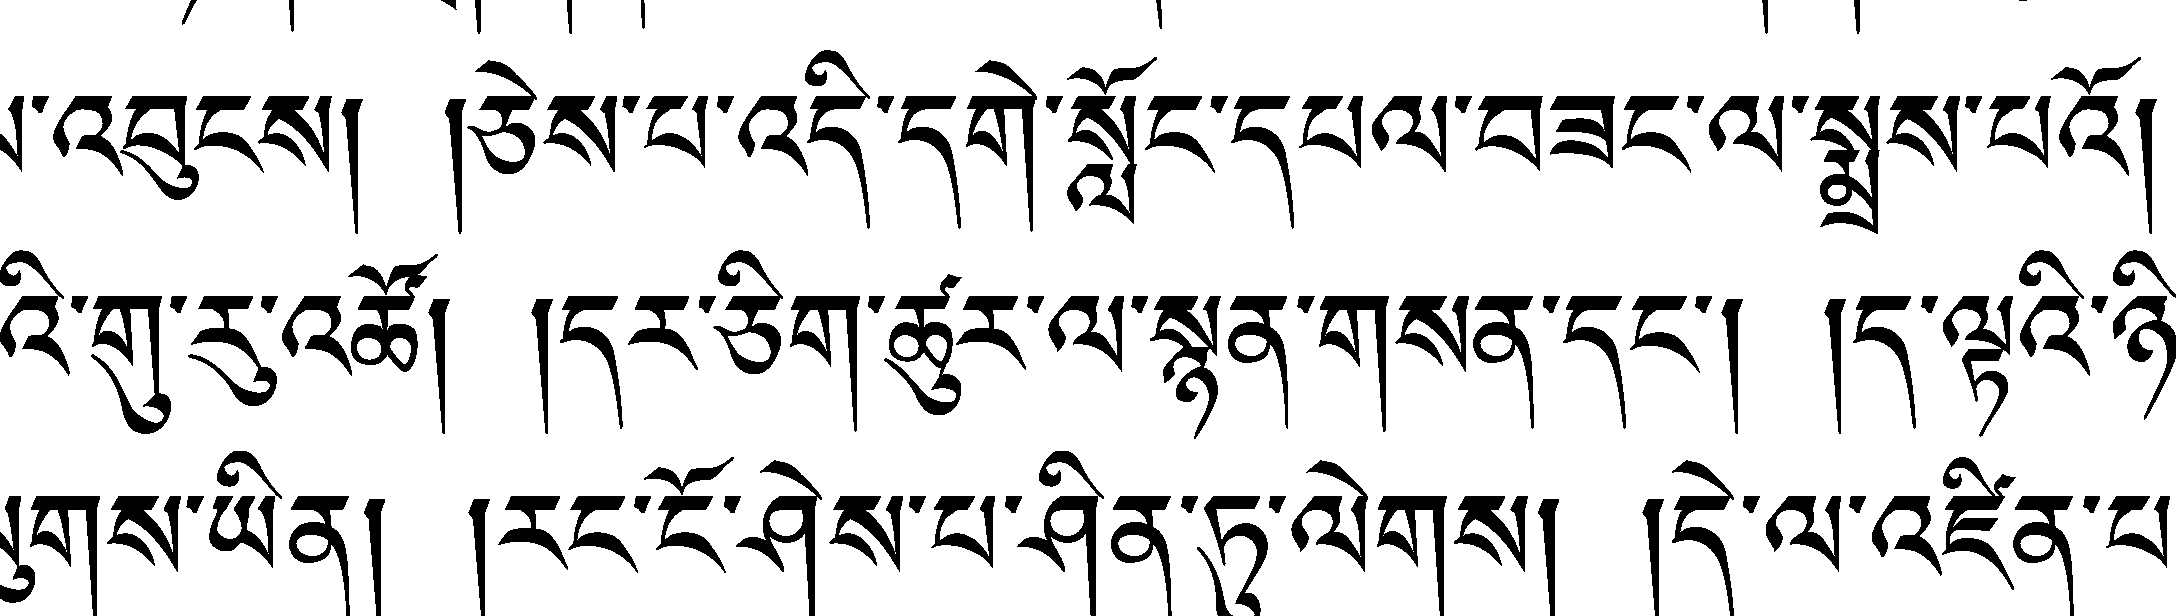 འབུངས། །ཅེས་པ་འདི་དགེ་སློང་དཔལ་བཟང་ལ་སྨྲས་པའོ།
འི་གུ་རུ་འཚོ། །དར་ཅིག་ཚུར་ལ་སྙན་གསན་དང་། །ད་ལྟའི་ཉི
ུགས་ཡིན། །རང་ངོ་ཤེས་པ་ཤིན་ཏུ་ལེགས། །དེ་ལ་འཛིན་པ